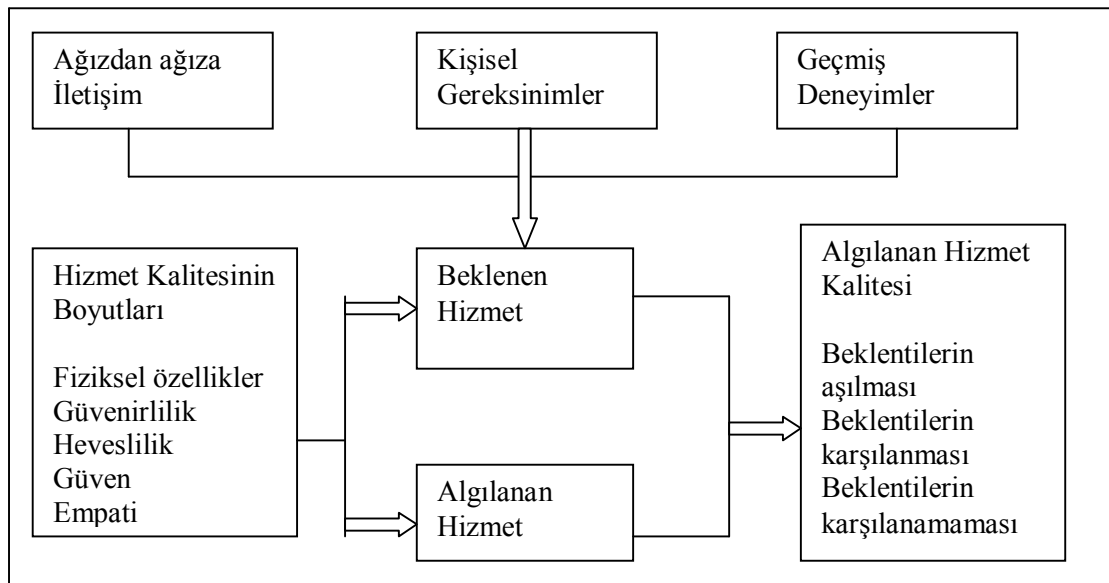 Ağızdan ağıza
İletişim
Kişisel
Gereksinimler
Geçmiş
Deneyimler
Hizmet Kalitesinin
Boyutları
Fiziksel özellikler
Güvenirlilik
Heveslilik
Güven
Empati
Beklenen
Hizmet
Algılanan
Hizmet
Algılanan Hizmet
Kalitesi
Beklentilerin
aşılması
Beklentilerin
karşılanması
Beklentilerin
karşılanamaması